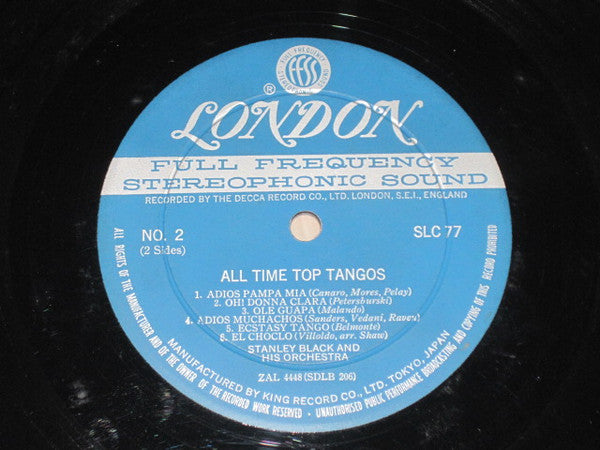 FULL FREQUENCY
FFSS
®
LONDON
FULL FREQUENCY
STEREOPHONIC SOUND
RECORDED BY THE DECCA RECORD CO., LTD. LONDON, S.E.I., ENGLAND
NO. 2
(2 Sides)
SLC 77
ALL TIME TOP TANGOS
1. ADIOS PAMPA MIA (Canaro, Mores, Pelay)
2. OH! DONNA CLARA (Petersburski)
3. OLE GUAPA (Malando)
4. ADIOS MUCHACHOS (Sanders, Vedani, Raven)
5. ECSTASY TANGO (Belmonte)
6. EL CHOCLO (Villoldo, arr. Shaw)
STANLEY BLACK AND
HIS ORCHESTRA
ZAL 4448 (SDLB 206)
MANUFACTURED BY KING RECORD CO., LTD. TOKYO, JAPAN
ALL RIGHTS OF THE MANUFACTURER AND OF THE OWNER OF THE RECORDED WORK RESERVED · UNAUTHORISED PUBLIC PERFORMANCE BROADCASTING AND COPYING OF THIS RECORD PROHIBITED